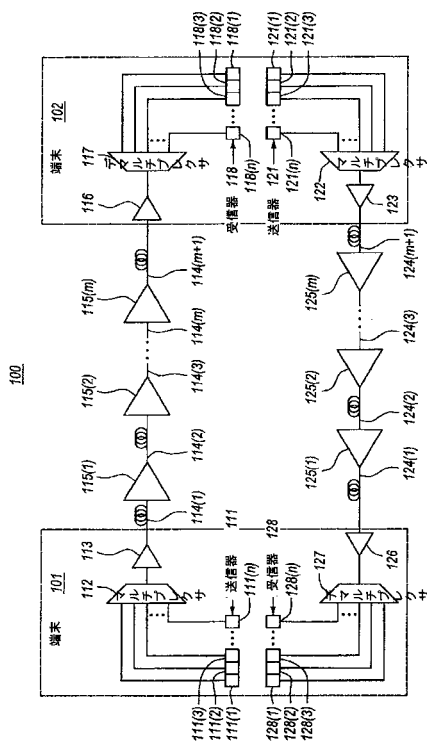 100
端末
101
112
マルチプレクサ
113
111(3)
111(2)
111(1)
送信器
111
111(n)
114(1)
115(1)
114(2)
115(2)
114(3)
114(m)
115(m)
114(m+1)
端末
102
116
117
デマルチプレクサ
118(3)
118(2)
118(1)
受信器
118
118(n)
128(1)
128(2)
128(3)
受信器
128
128(n)
127
デマルチプレクサ
126
124(1)
125(1)
124(2)
125(2)
124(3)
125(m)
124(m+1)
123
122
マルチプレクサ
送信器
121
121(n)
121(1)
121(2)
121(3)